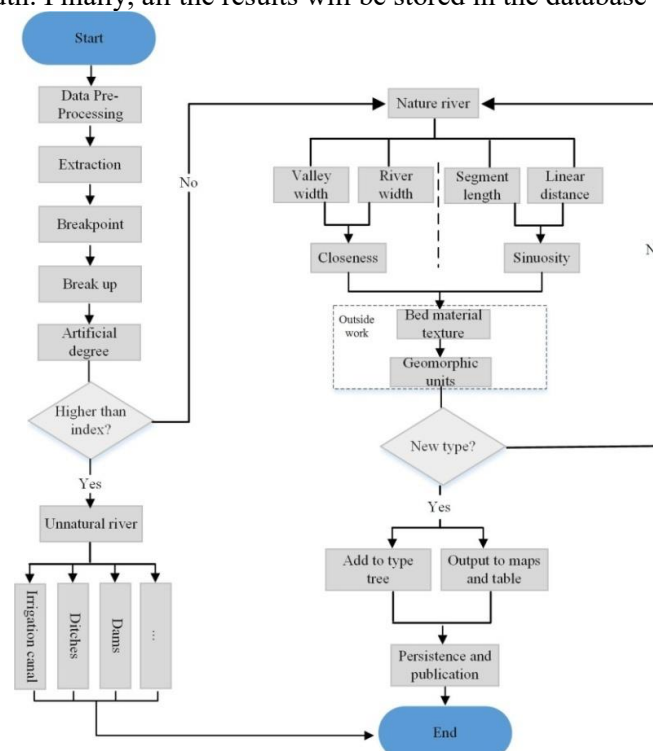 Finally, all the results will be stored in the database
Start
Data Pre-
Processing
Extraction
Breakpoint
Break up
Artificial
degree
Higher than
index?
No
Yes
Unnatural river
Irrigation canal
Ditches
Dams
...
Nature river
Valley
width
River
width
Segment
length
Linear
distance
Closeness
Sinuosity
N
Outside
work
Bed material
texture
Geomorphic
units
New type?
Yes
Add to type
tree
Output to maps
and table
Persistence and
publication
End